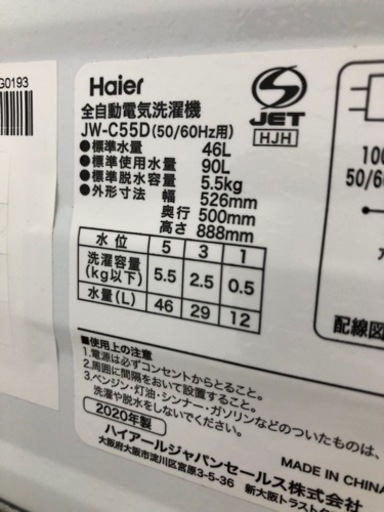 G0193
Haier
全自動電気洗濯機
JW-C55D(50/60Hz用)
S JET
HJH
●標準水量 46L
●標準使用水量 90L
●標準脱水容量 5.5kg
●外形寸法 幅 526mm
奥行 500mm
高さ 888mm
水位 5 3 1
洗濯容量(kg以下) 5.5 2.5 0.5
水量(L) 46 29 12
100
50/60
配線図
■使用上の注意
1.電源は必ずコンセントからとること。
2.周囲に間隔をおいて設置すること。
3.ベンジン・灯油・シンナー・ガソリンなどのついたものは、
洗濯や脱水をしないでください。
2020年製
MADE IN CHINA
ハイアールジャパンセールス株式会社
大阪府大阪市淀川区宮原3-5-36 新大阪トラストタ